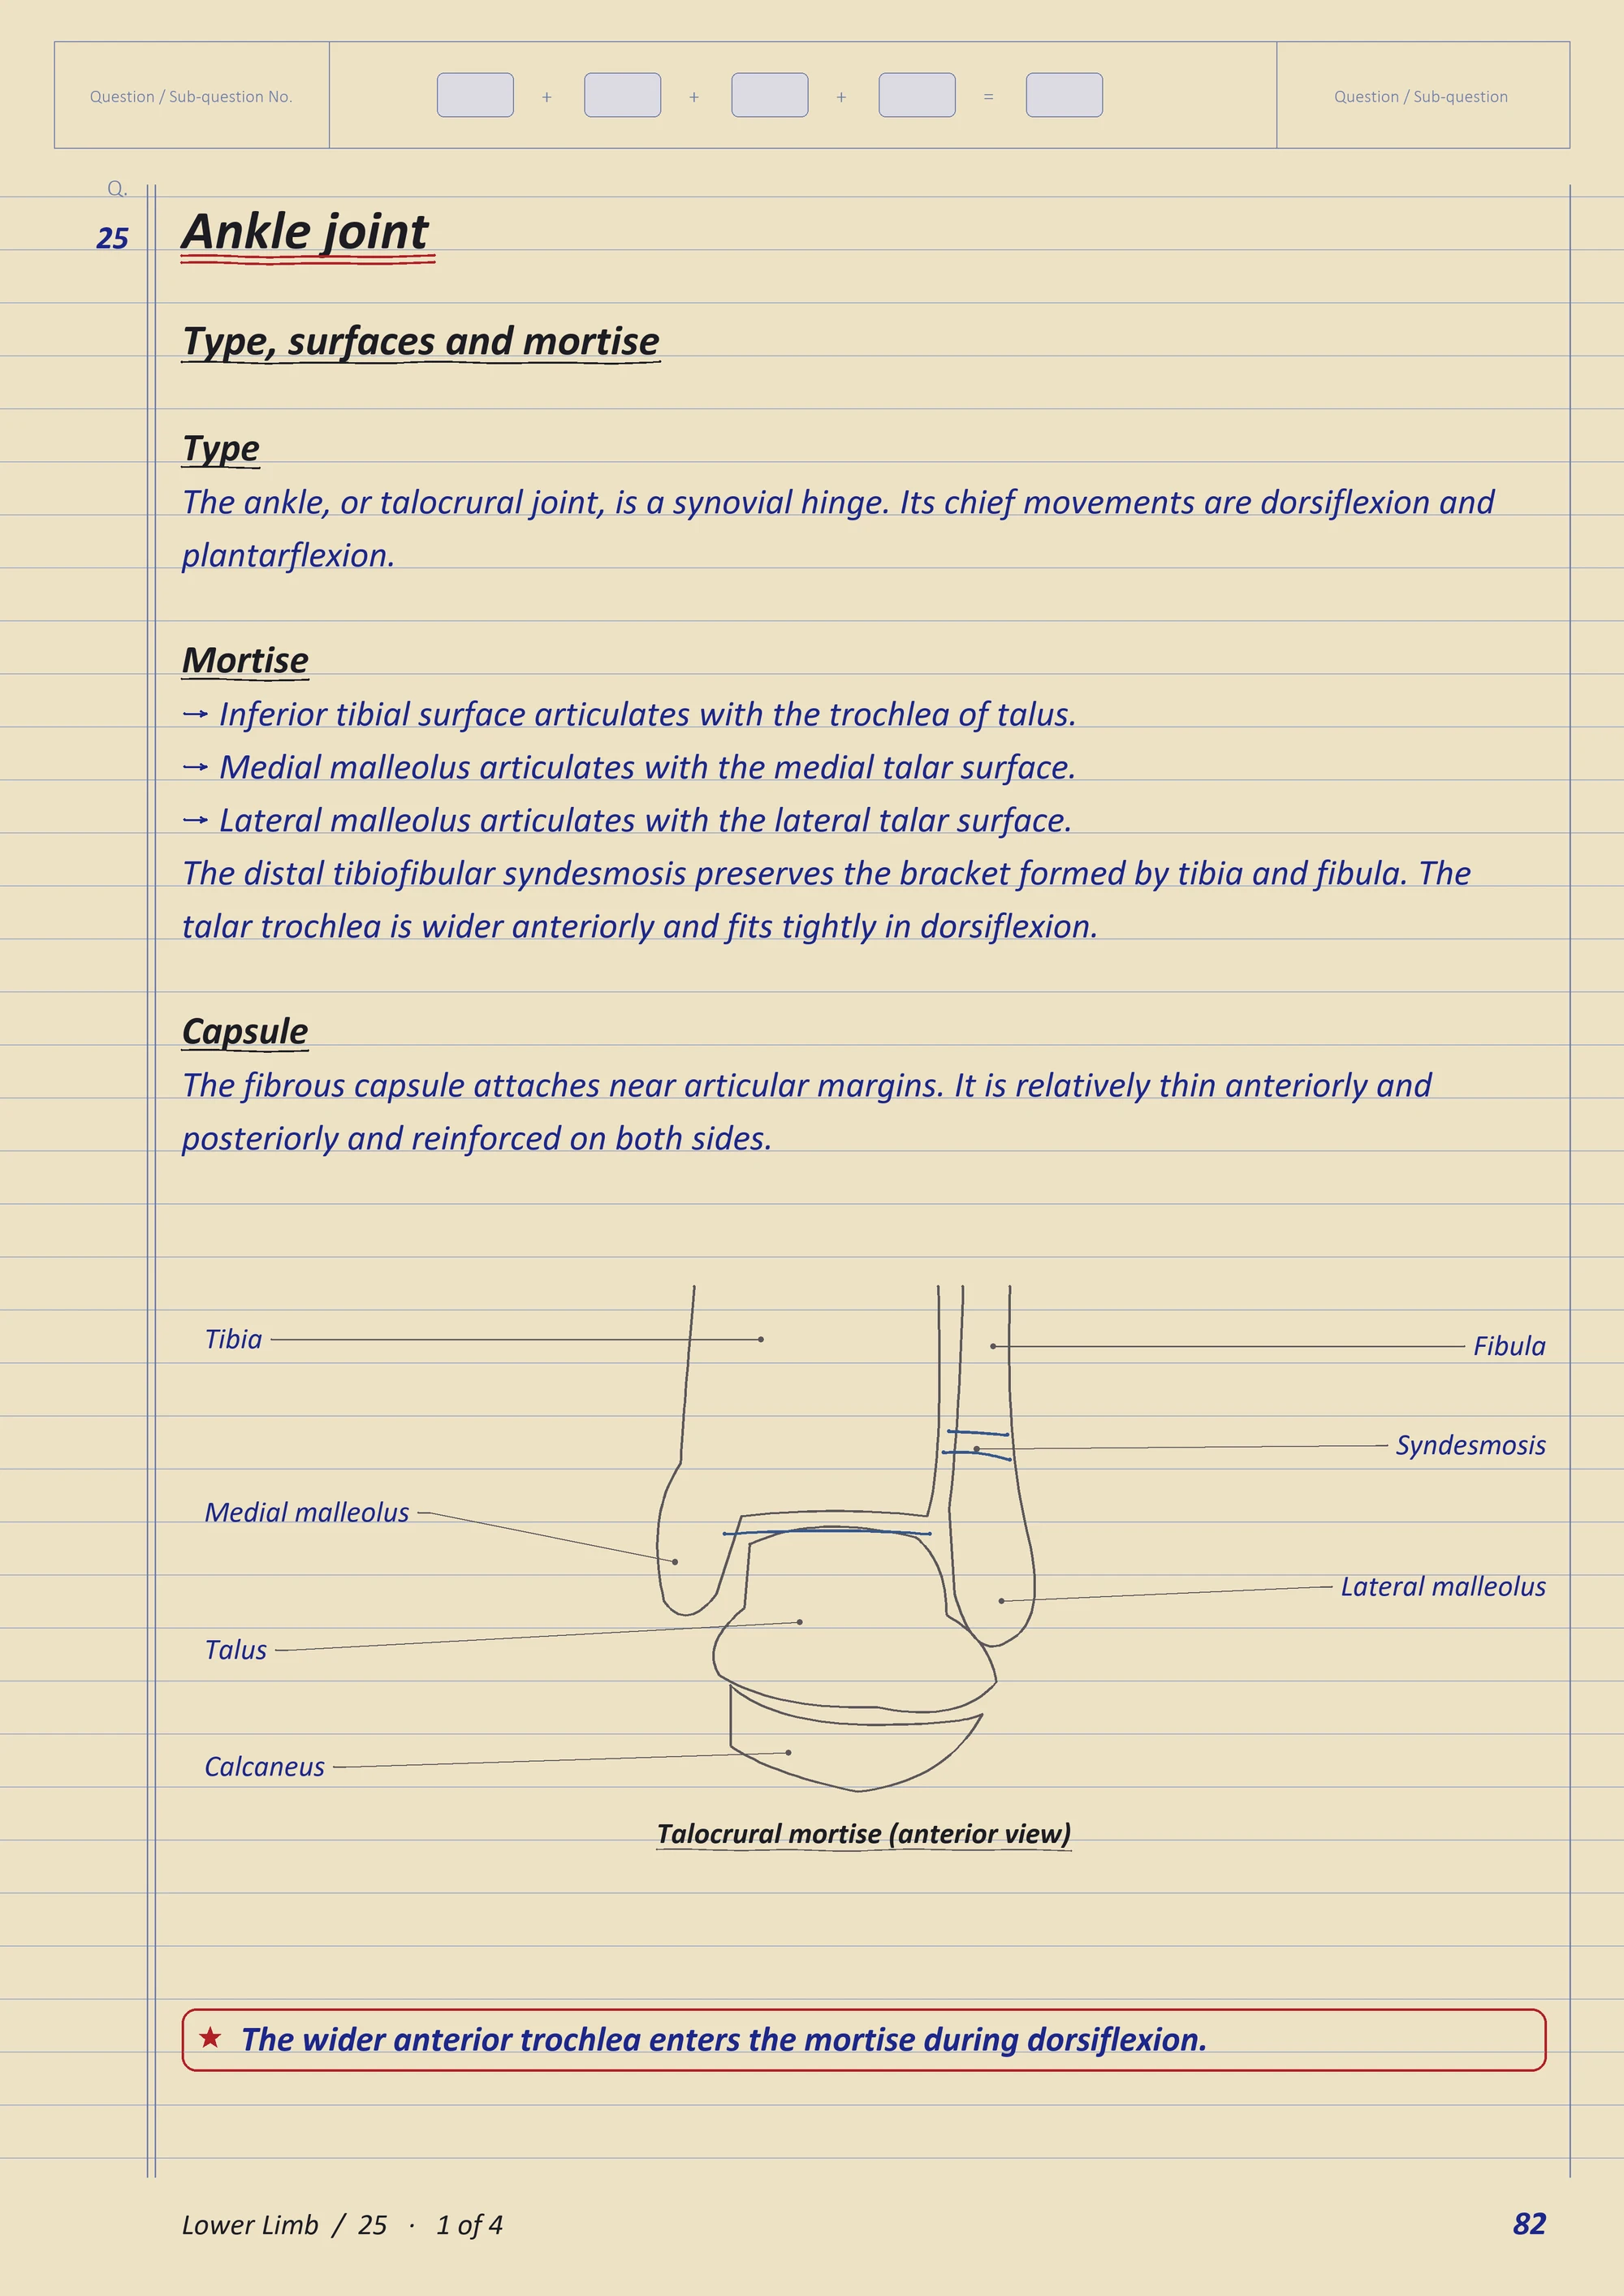 Question / Sub-question No.
+ + + =
Question / Sub-question
Q.
25
Ankle joint
Type, surfaces and mortise
Type
The ankle, or talocrural joint, is a synovial hinge. Its chief movements are dorsiflexion and
plantarflexion.
Mortise
→ Inferior tibial surface articulates with the trochlea of talus.
→ Medial malleolus articulates with the medial talar surface.
→ Lateral malleolus articulates with the lateral talar surface.
The distal tibiofibular syndesmosis preserves the bracket formed by tibia and fibula. The
talar trochlea is wider anteriorly and fits tightly in dorsiflexion.
Capsule
The fibrous capsule attaches near articular margins. It is relatively thin anteriorly and
posteriorly and reinforced on both sides.
Tibia
Fibula
Syndesmosis
Medial malleolus
Lateral malleolus
Talus
Calcaneus
Talocrural mortise (anterior view)
★ The wider anterior trochlea enters the mortise during dorsiflexion.
Lower Limb / 25 · 1 of 4
82